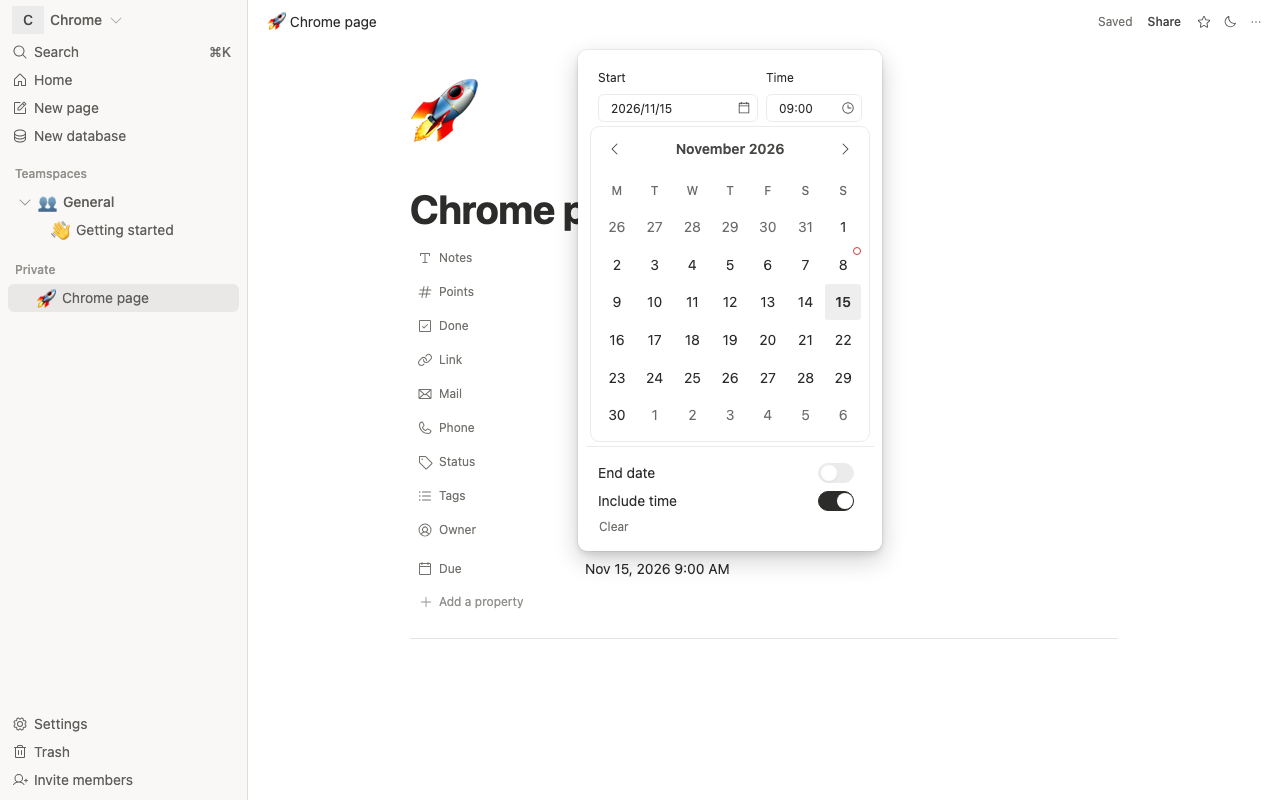 C Chrome
Search ⌘K
Home
New page
New database
Teamspaces
General
Getting started
Private
Chrome page
Settings
Trash
Invite members
Chrome page
Saved Share
Chrome p
Notes
Points
Done
Link
Mail
Phone
Status
Tags
Owner
Due Nov 15, 2026 9:00 AM
Add a property
Start Time
2026/11/15 09:00
November 2026
M T W T F S S
26 27 28 29 30 31 1
2 3 4 5 6 7 8
9 10 11 12 13 14 15
16 17 18 19 20 21 22
23 24 25 26 27 28 29
30 1 2 3 4 5 6
End date
Include time
Clear